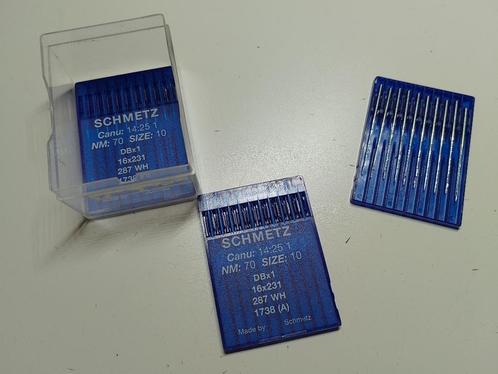 SCHMETZ
Canu: 14:25 1
NM: 70 SIZE: 10
DBx1
16x231
287 WH
1738
SCHMETZ
Canu: 14:25 1
NM: 70 SIZE: 10
DBx1
16x231
287 WH
1738 (A)
Made by Schmetz